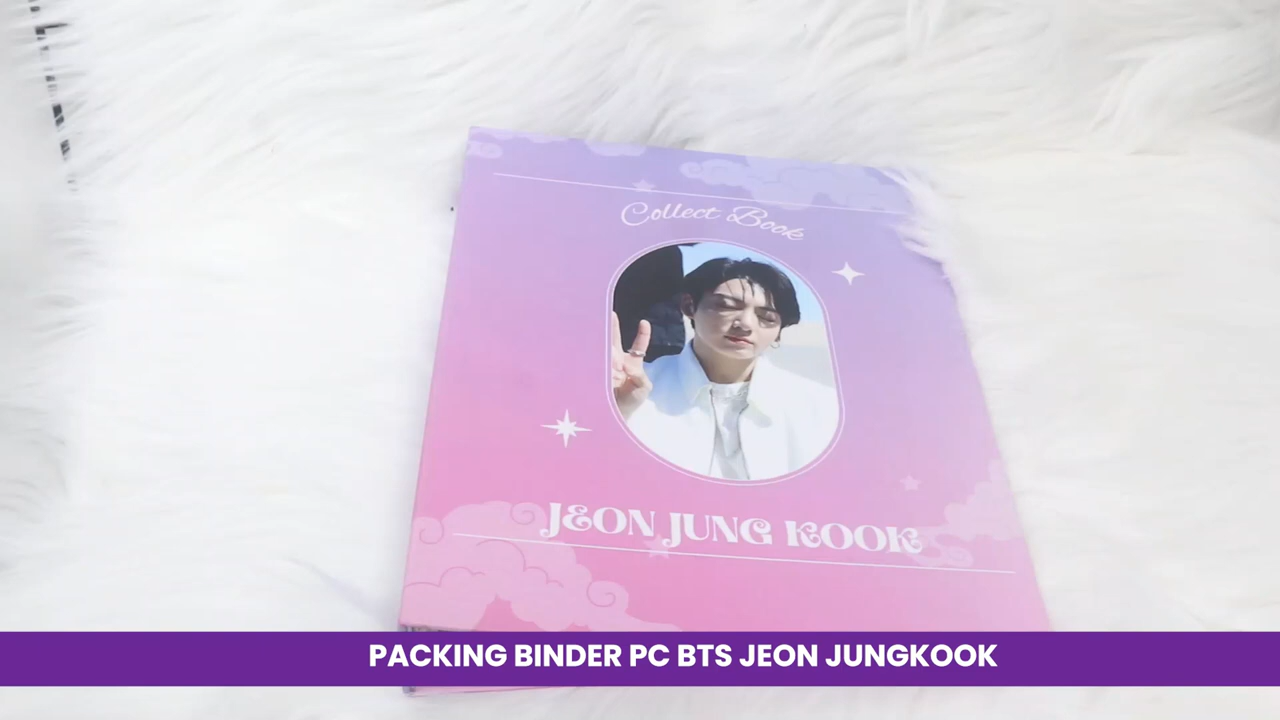 Collect Book
JEON JUNG KOOK
PACKING BINDER PC BTS JEON JUNGKOOK